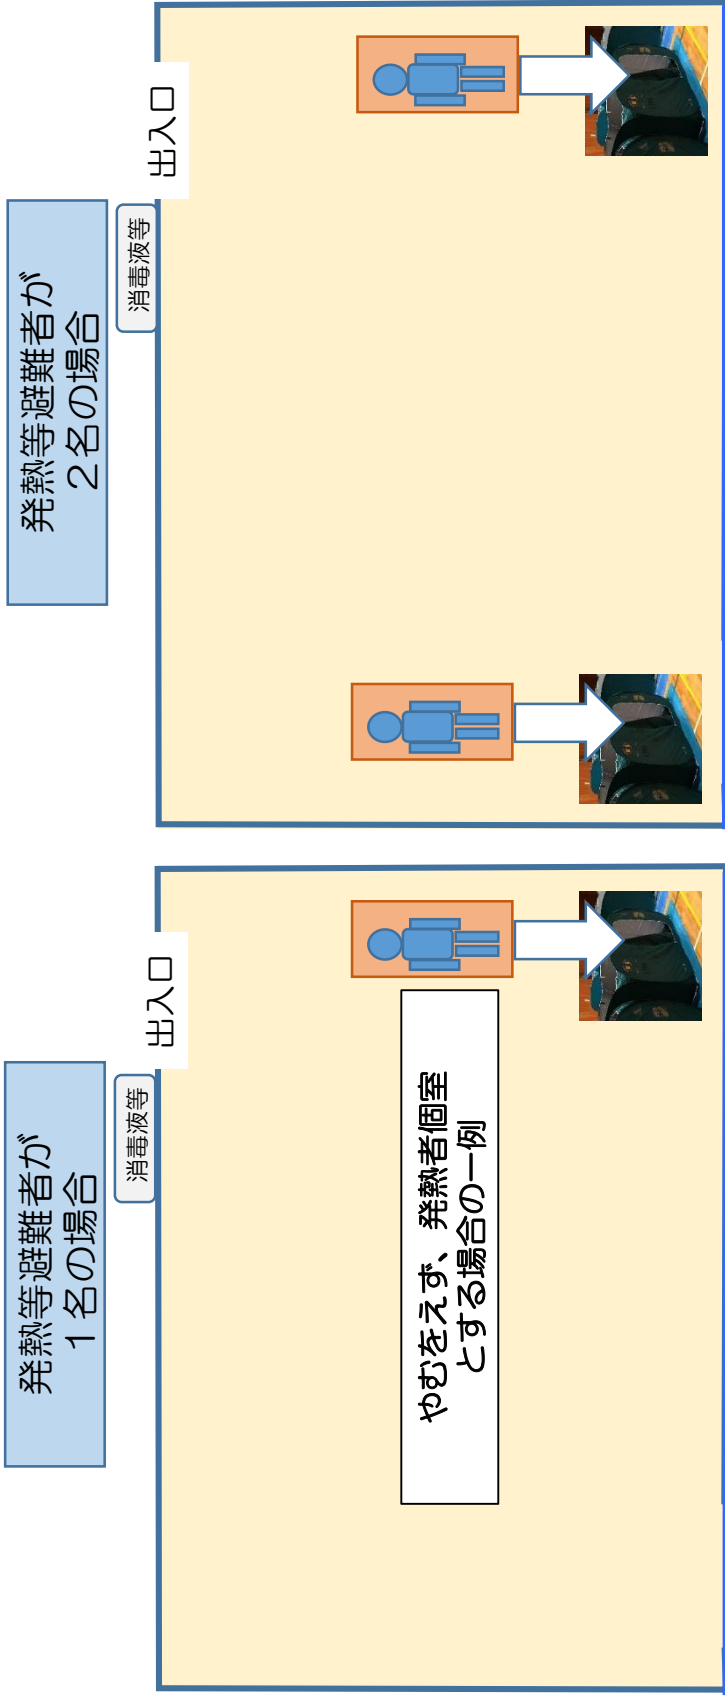 発熱等避難者が
１名の場合
消毒液等
出入口
やむをえず、発熱者個室
とする場合の一例
発熱等避難者が
２名の場合
消毒液等
出入口